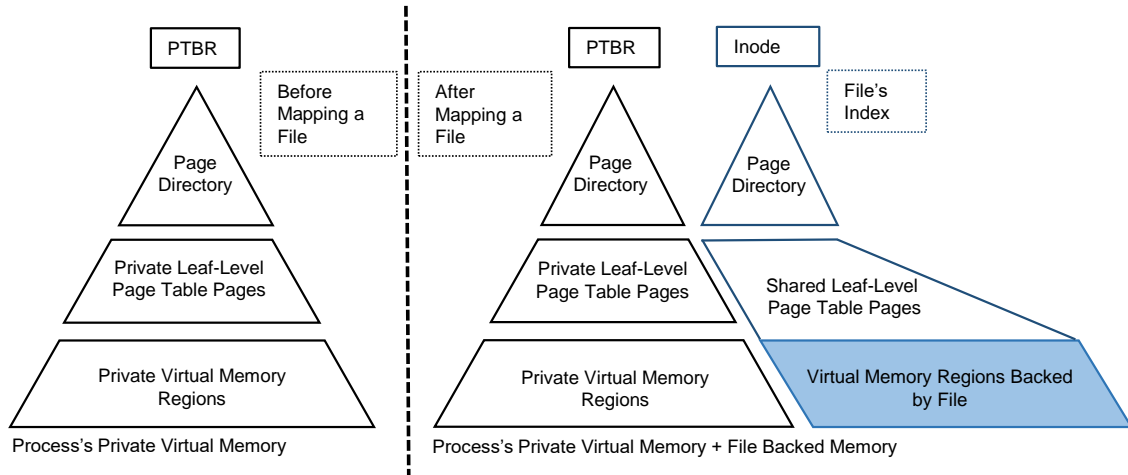 PTBR
Before
Mapping a
File
Page
Directory
Private Leaf-Level
Page Table Pages
Private Virtual Memory
Regions
Process's Private Virtual Memory
PTBR
Inode
After
Mapping a
File
File's
Index
Page
Directory
Page
Directory
Private Leaf-Level
Page Table Pages
Shared Leaf-Level
Page Table Pages
Private Virtual Memory
Regions
Virtual Memory Regions Backed
by File
Process's Private Virtual Memory + File Backed Memory